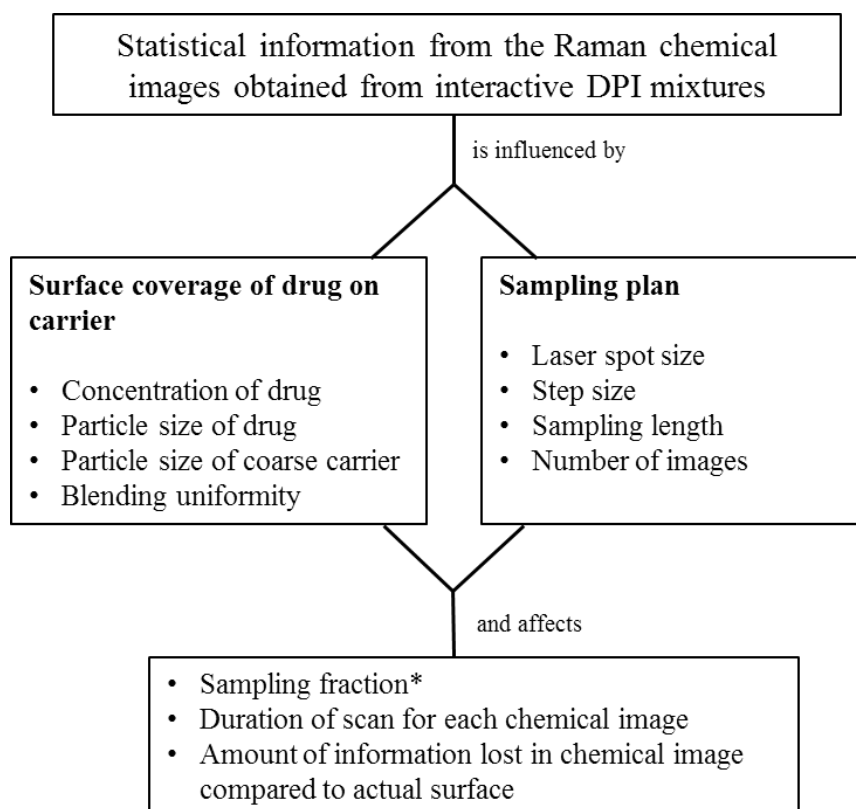 Statistical information from the Raman chemical
images obtained from interactive DPI mixtures
is influenced by
Surface coverage of drug on
carrier
• Concentration of drug
• Particle size of drug
• Particle size of coarse carrier
• Blending uniformity
Sampling plan
• Laser spot size
• Step size
• Sampling length
• Number of images
and affects
• Sampling fraction*
• Duration of scan for each chemical image
• Amount of information lost in chemical image
compared to actual surface